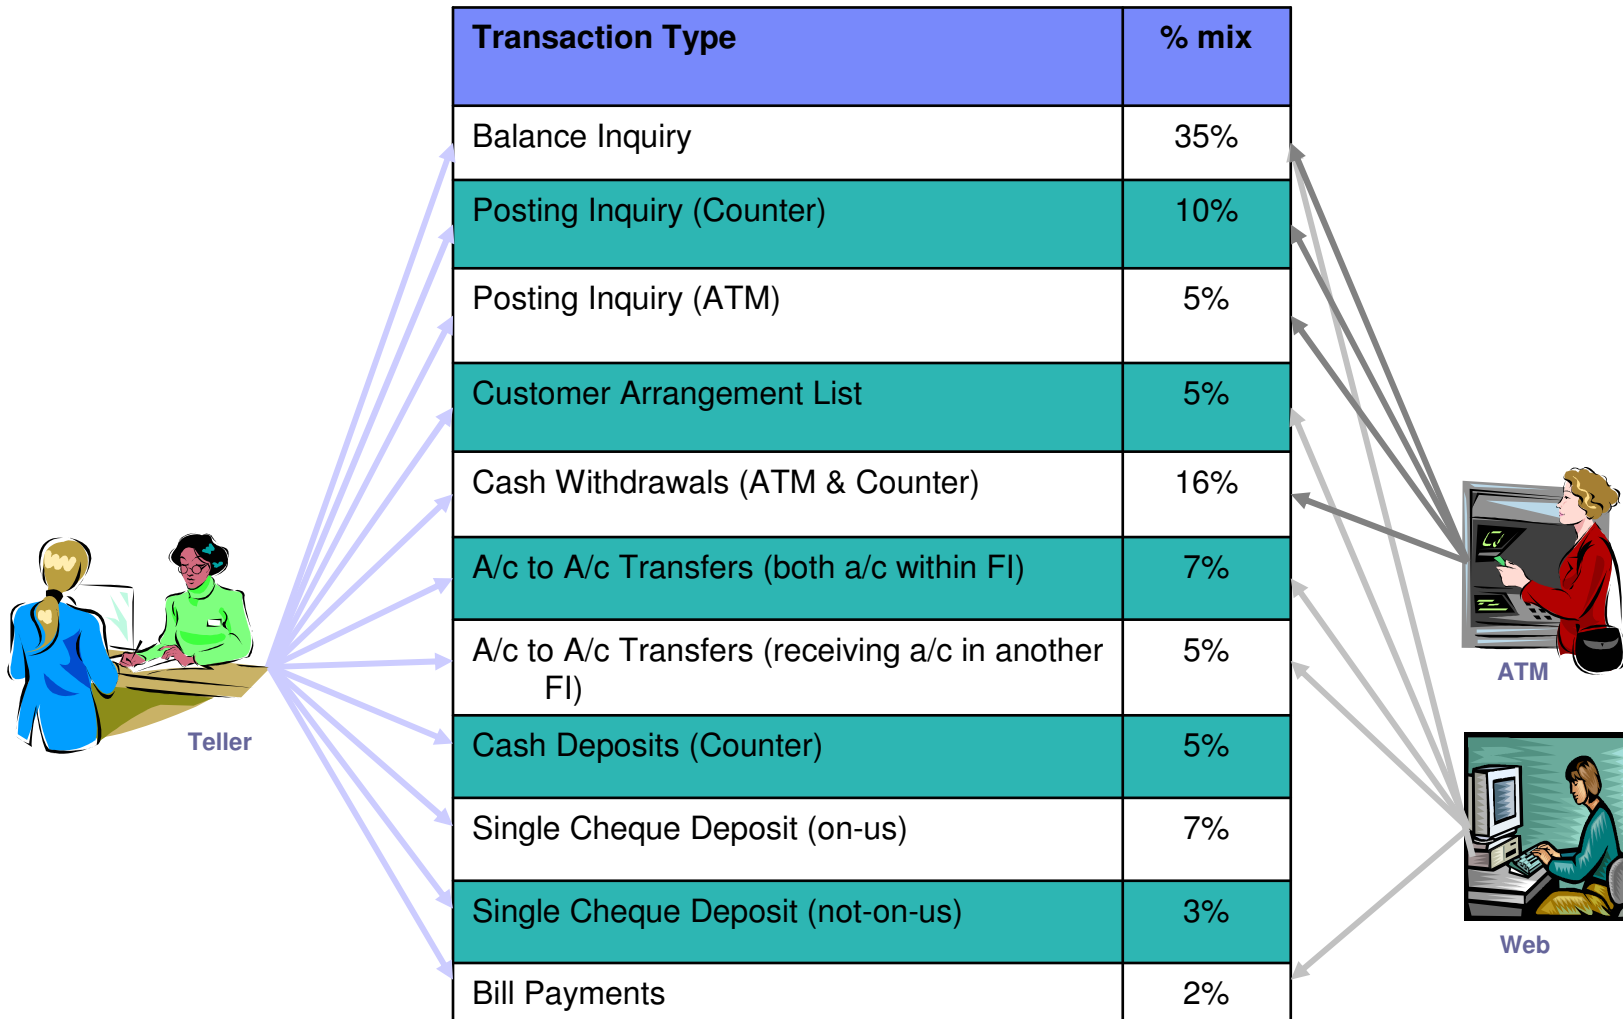 Transaction Type % mix
Balance Inquiry 35%
Posting Inquiry (Counter) 10%
Posting Inquiry (ATM) 5%
Customer Arrangement List 5%
Cash Withdrawals (ATM & Counter) 16%
A/c to A/c Transfers (both a/c within FI) 7%
A/c to A/c Transfers (receiving a/c in another 5%
FI)
Cash Deposits (Counter) 5%
Single Cheque Deposit (on-us) 7%
Single Cheque Deposit (not-on-us) 3%
Bill Payments 2%
Teller
ATM
Web